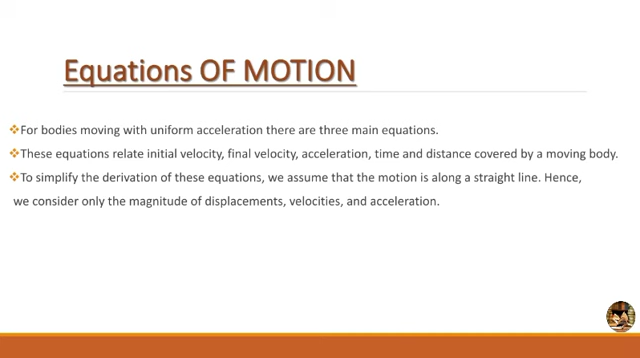 Equations OF MOTION
❖For bodies moving with uniform acceleration there are three main equations.
❖These equations relate initial velocity, final velocity, acceleration, time and distance covered by a moving body.
❖To simplify the derivation of these equations, we assume that the motion is along a straight line. Hence,
we consider only the magnitude of displacements, velocities, and acceleration.